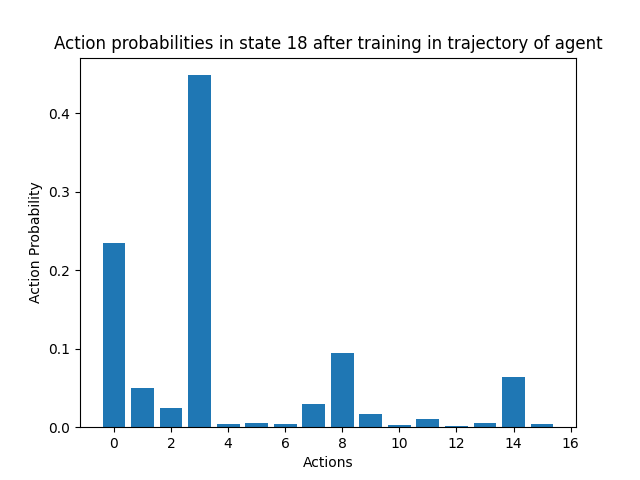 Action probabilities in state 18 after training in trajectory of agent
0.4
0.3
0.2
0.1
0.0
Action Probability
0 2 4 6 8 10 12 14 16
Actions